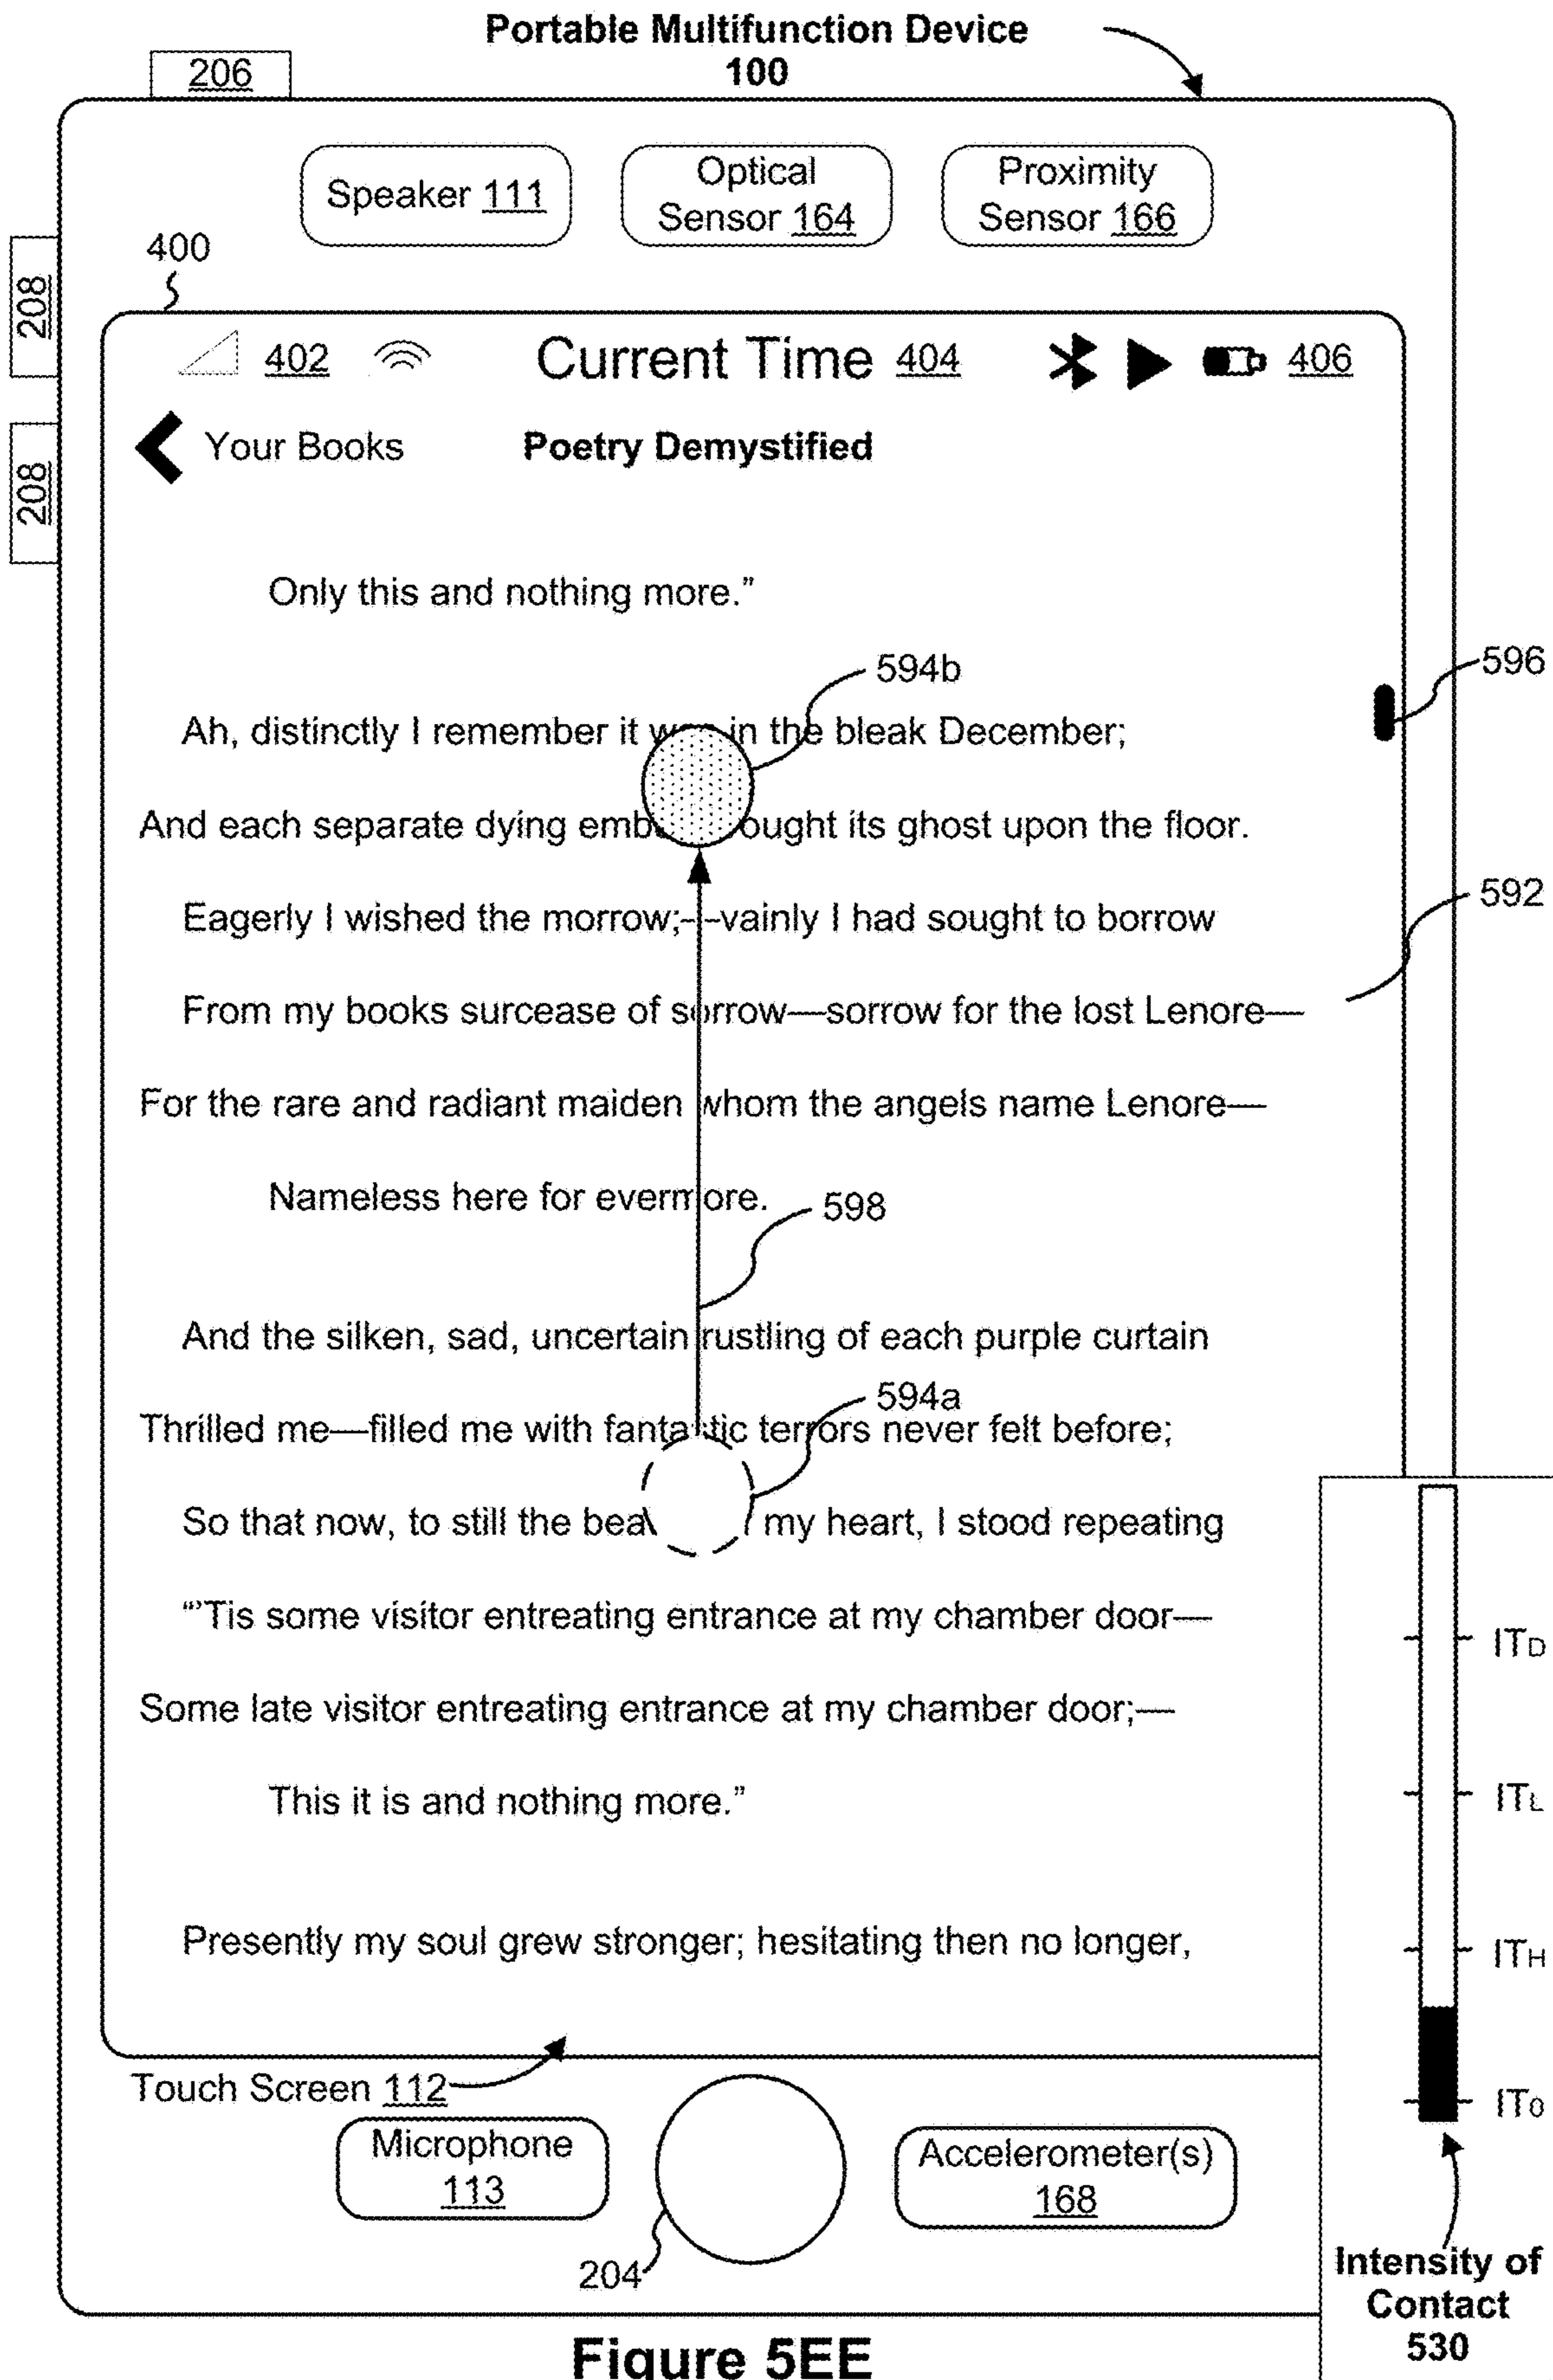 Portable Multifunction Device
100
206
Speaker 111
Optical
Sensor 164
Proximity
Sensor 166
208
208
400
402 Current Time 404 406
Your Books Poetry Demystified
Only this and nothing more.”
594b
596
Ah, distinctly I remember it in the bleak December;
And each separate dying its ghost upon the floor.
592
Eagerly I wished the morrow;--vainly I had sought to borrow
From my books surcease of sorrow—sorrow for the lost Lenore—
For the rare and radiant maiden whom the angels name Lenore—
Nameless here for evermore.
598
And the silken, sad, uncertain rustling of each purple curtain
594a
Thrilled me—filled me with fantastic terrors never felt before;
So that now, to still the my heart, I stood repeating
“’Tis some visitor entreating entrance at my chamber door—
Some late visitor entreating entrance at my chamber door;—
This it is and nothing more.”
Presently my soul grew stronger; hesitating then no longer,
ITD
ITL
ITH
IT0
Touch Screen 112
Microphone
113
Accelerometer(s)
168
204
Intensity of
Contact
530
Figure 5EE